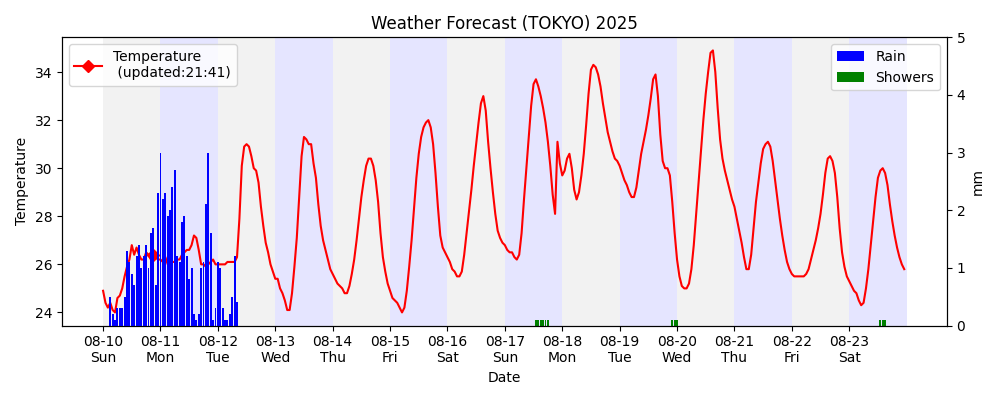 Weather Forecast (TOKYO) 2025
Temperature
(updated:21:41)
Rain
Showers
Temperature
34
32
30
28
26
24
5
4
3
2
1
0
mm
08-10 08-11 08-12 08-13 08-14 08-15 08-16 08-17 08-18 08-19 08-20 08-21 08-22 08-23
Sun Mon Tue Wed Thu Fri Sat Sun Mon Tue Wed Thu Fri Sat
Date